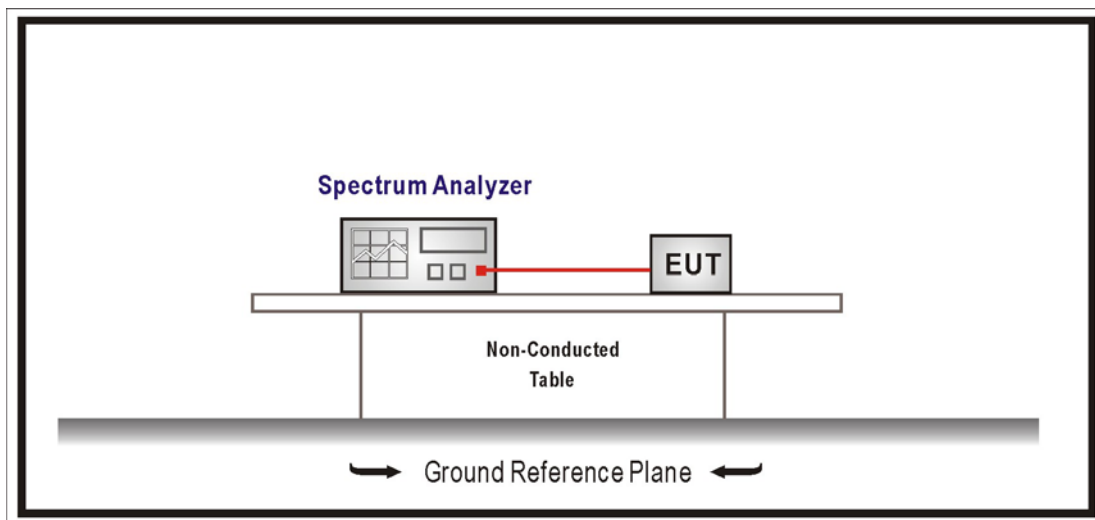 Spectrum Analyzer
EUT
Non-Conducted
Table
Ground Reference Plane